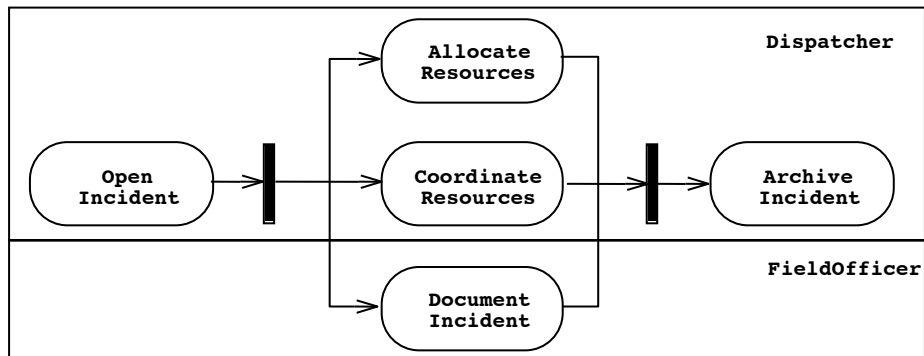 Dispatcher
Allocate
Resources
Open
Incident
Coordinate
Resources
Archive
Incident
FieldOfficer
Document
Incident